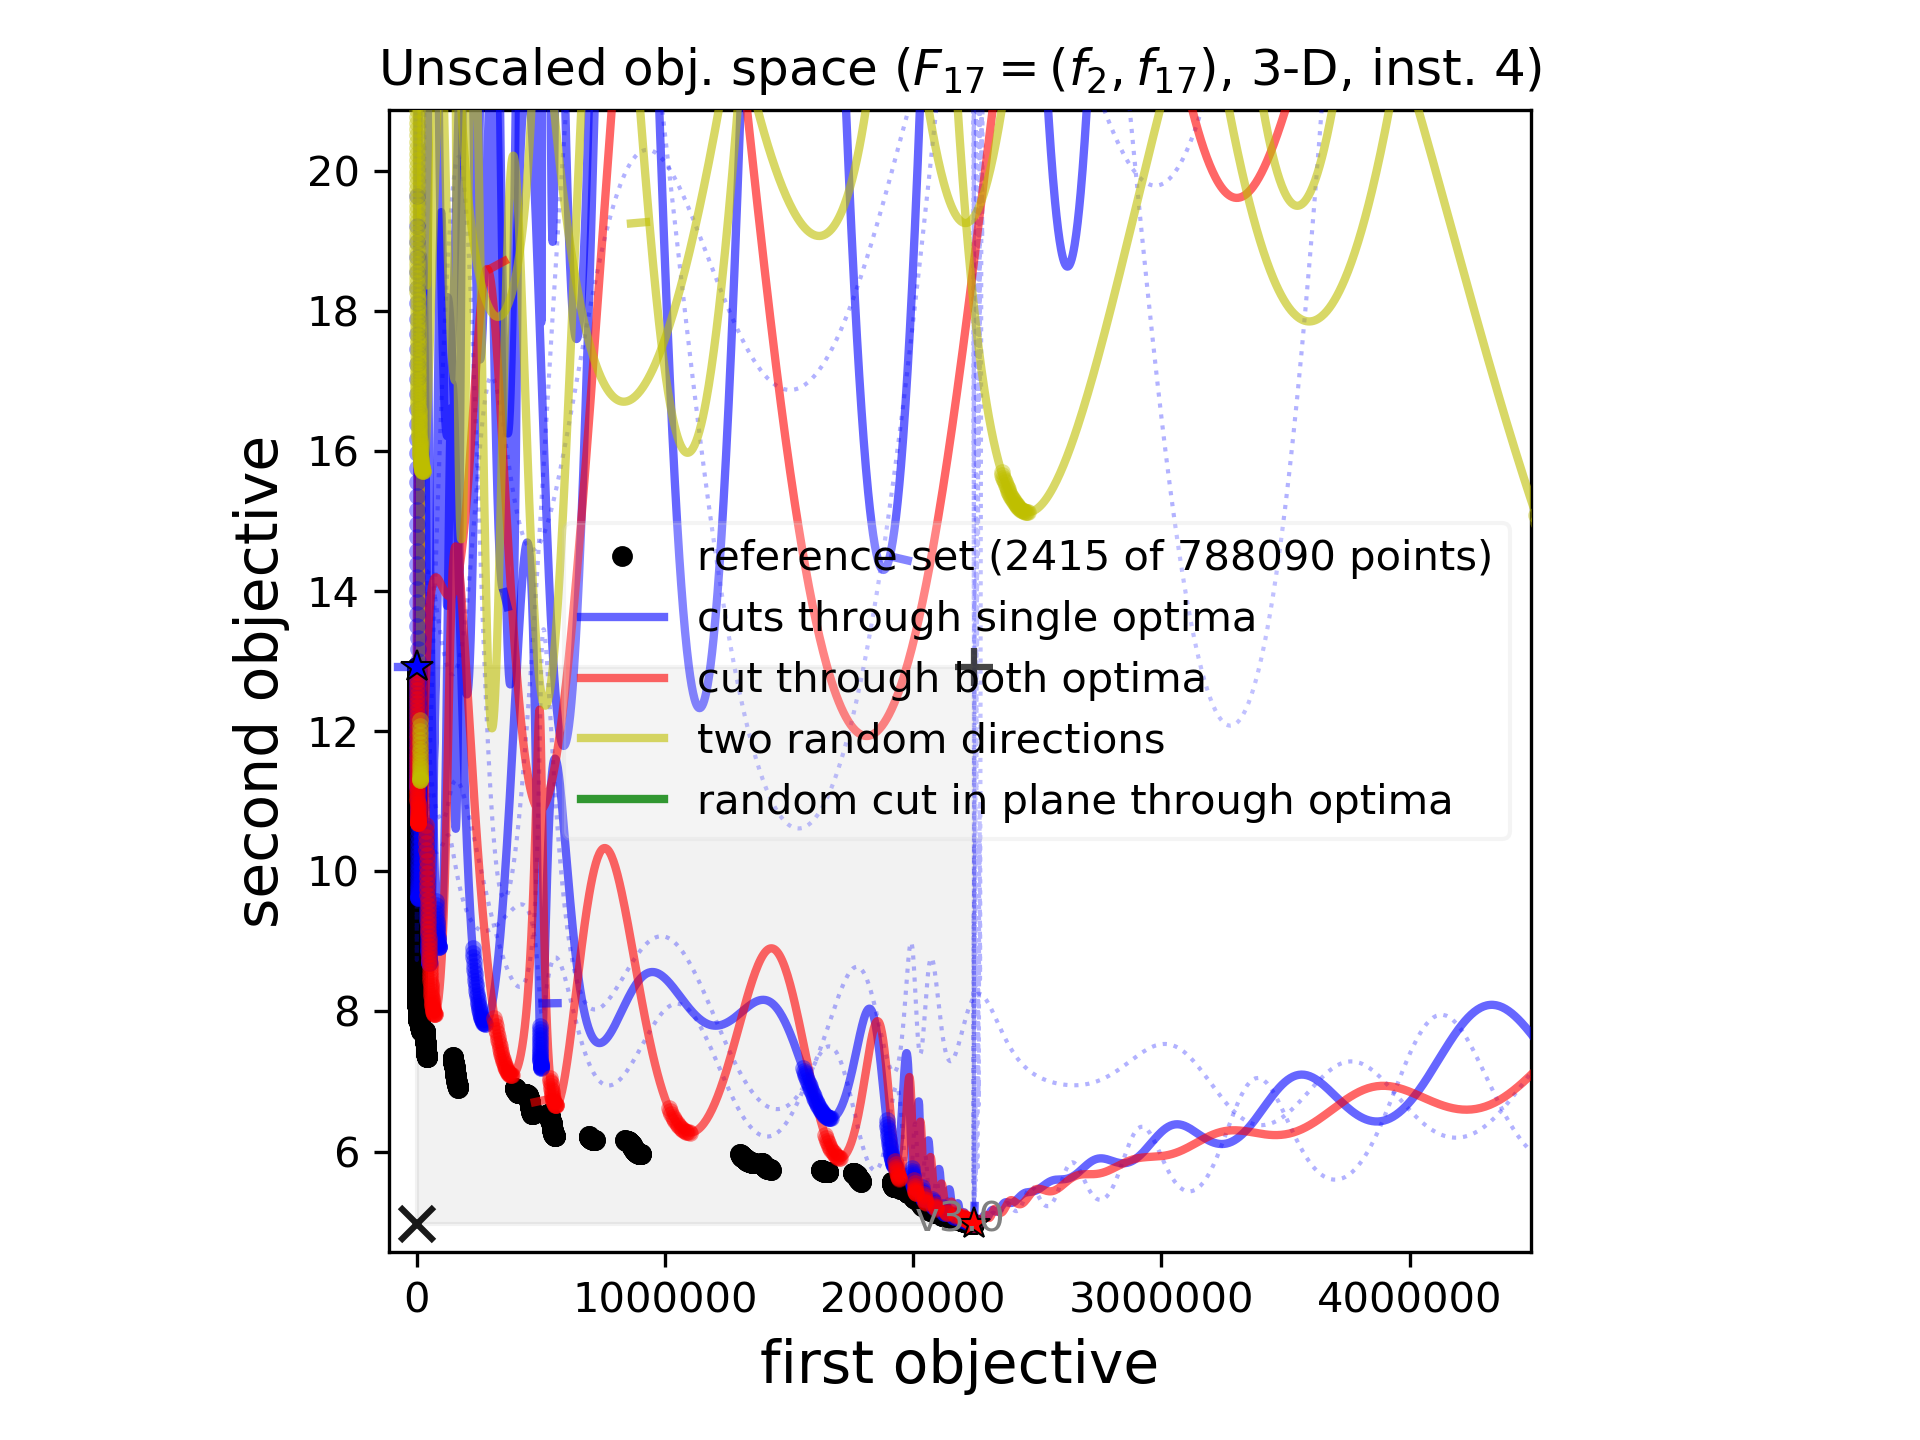 Unscaled obj. space (F₁₇ = (f₂, f₁₇), 3-D, inst. 4)
20
18
16
14
12
10
8
6
second objective
reference set (2415 of 788090 points)
cuts through single optima
cut through both optima
two random directions
random cut in plane through optima
v3.0
0
1000000
2000000
3000000
4000000
first objective